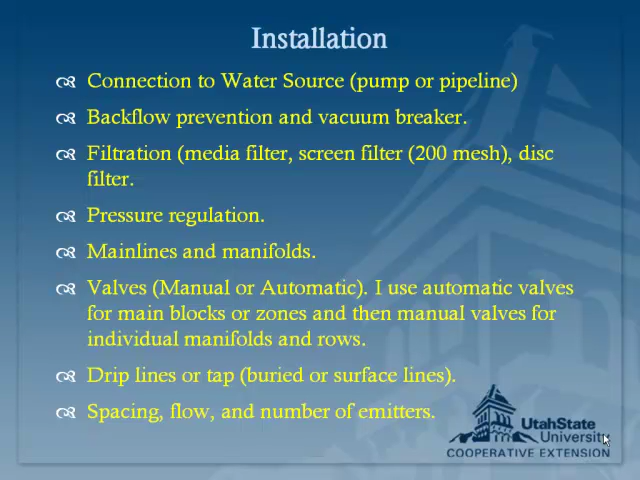 Installation
Connection to Water Source (pump or pipeline)
Backflow prevention and vacuum breaker.
Filtration (media filter, screen filter (200 mesh), disc
filter.
Pressure regulation.
Mainlines and manifolds.
Valves (Manual or Automatic). I use automatic valves
for main blocks or zones and then manual valves for
individual manifolds and rows.
Drip lines or tap (buried or surface lines).
Spacing, flow, and number of emitters.
UtahState
University
COOPERATIVE EXTENSION